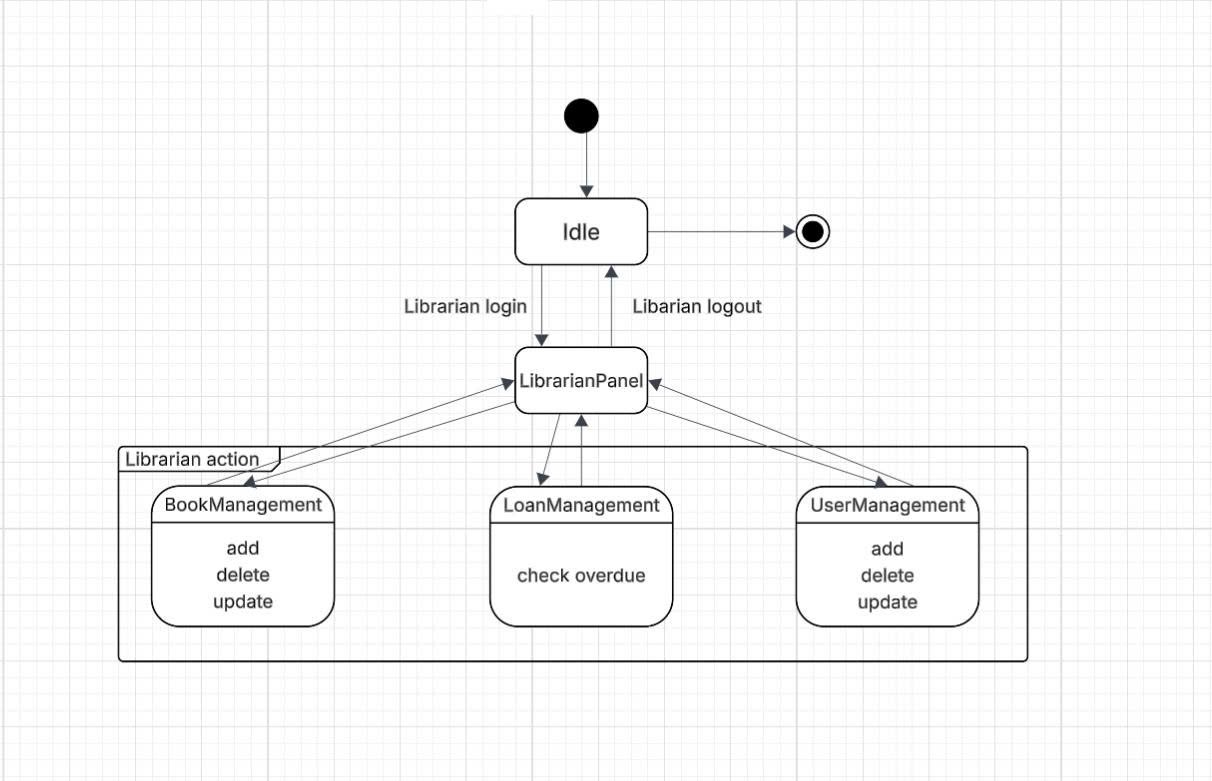 Idle
Librarian login
Libarian logout
LibrarianPanel
Librarian action
BookManagement
add
delete
update
LoanManagement
check overdue
UserManagement
add
delete
update